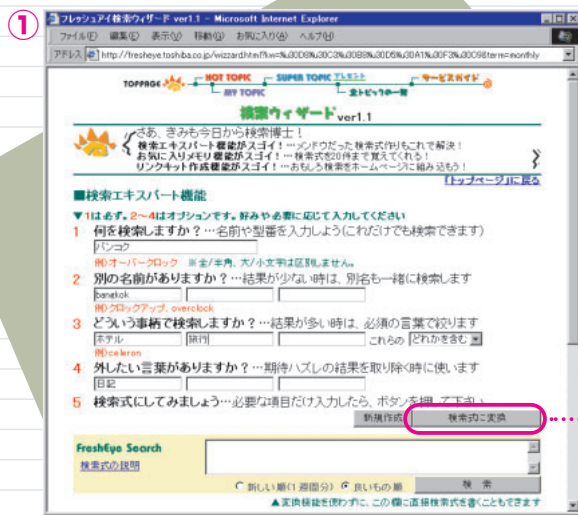 ①
フレッシュアイ検索ウィザード ver1.1 - Microsoft Internet Explorer
ファイル(F) 編集(E) 表示(V) 移動(G) お気に入り(A) ヘルプ(H)
アドレス
TOPPAGE HOT TOPIC SUPER TOPIC プレゼント サービスガイド
MY TOPIC 全トピックの一覧
検索ウィザード ver1.1
さあ、きみも今日から検索博士!
検索エキスパート機能がスゴイ!…メンドウだった検索式作りもこれで解決!
お気に入りメモリ機能がスゴイ!…検索式を20件まで覚えてくれる!
リンクキット作成機能がスゴイ!…おもしろ検索をホームページに組み込もう!
「トップページ」に戻る
■検索エキスパート機能
▼1は必ず。2~4はオプションです。好みや必要に応じて入力してください
1 何を検索しますか?…名前や型番を入力しよう(これだけでも検索できます)
バンコク
例)オーバークロック ※全/半角、大/小文字は区別しません。
2 別の名前がありますか?…結果が少ない時は、別名も一緒に検索します
bangkok
例)クロックアップ、overclock
3 どういう事柄で検索しますか?…結果が多い時は、必須の言葉で絞ります
ホテル 旅行 これらの どれかを含む
例)celeron
4 外したい言葉がありますか?…期待ハズレの結果を取り除く時に使います
日記
5 検索式にしてみましょう…必要な項目だけ入力したら、ボタンを押して下さい
新規作成 検索式に変換
FreshEye Search
検索式の説明
新しい順(1週間分) 良いもの順 検 索
▲変換機能を使わずに、この欄に直接検索式を書くこともできます